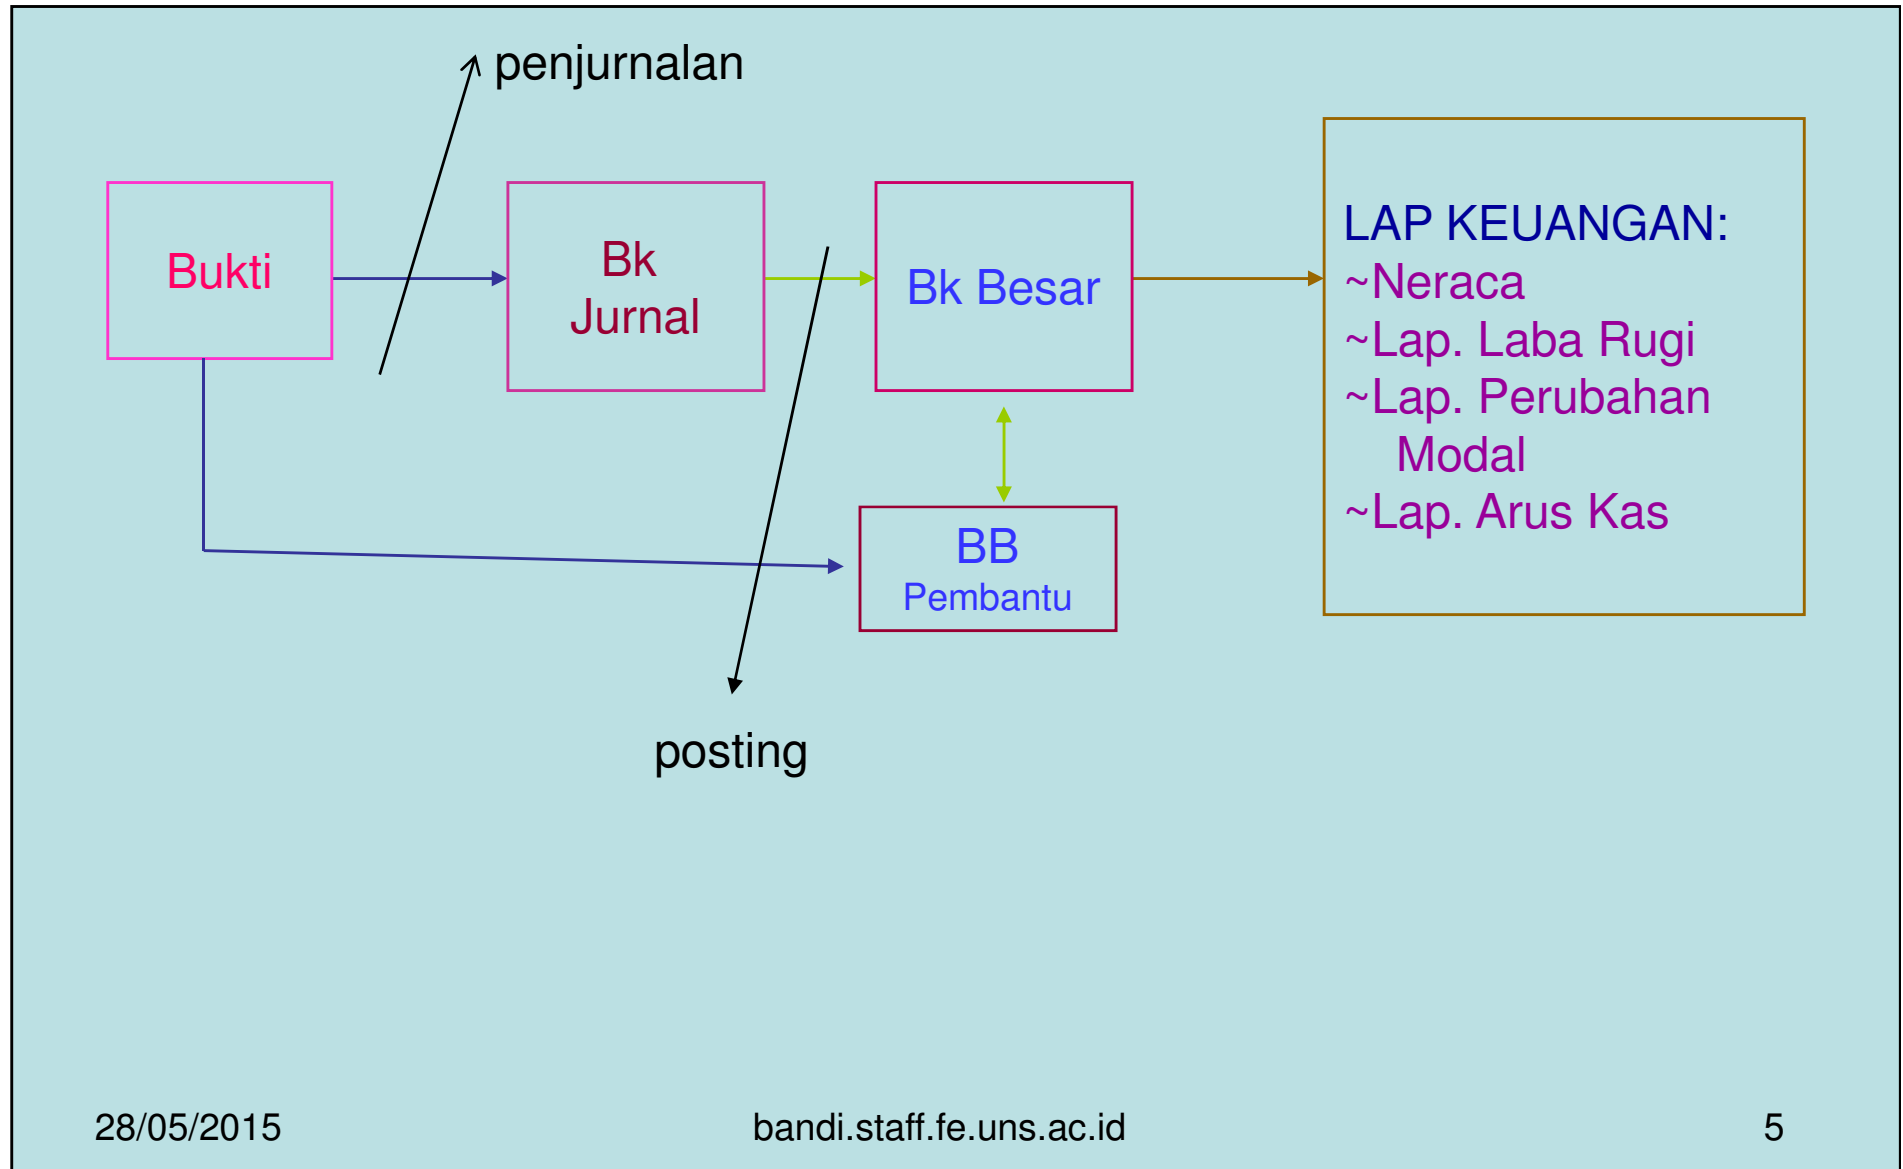 penjurnalan
Bukti
Bk
Jurnal
Bk Besar
LAP KEUANGAN:
~Neraca
~Lap. Laba Rugi
~Lap. Perubahan
Modal
~Lap. Arus Kas
BB
Pembantu
posting
28/05/2015
bandi.staff.fe.uns.ac.id
5